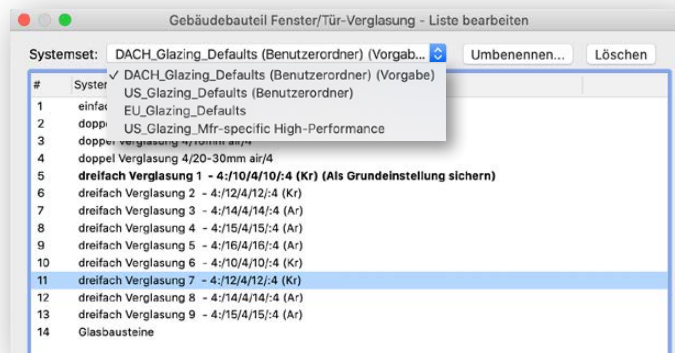 Gebäudebauteil Fenster/Tür-Verglasung - Liste bearbeiten
Systemset: DACH_Glazing_Defaults (Benutzerordner) (Vorgab... Umbenennen... Löschen
✓ DACH_Glazing_Defaults (Benutzerordner) (Vorgabe)
US_Glazing_Defaults (Benutzerordner)
EU_Glazing_Defaults
US_Glazing_Mfr-specific High-Performance
#
1
2
3
4 doppel Verglasung 4/20-30mm air/4
5 dreifach Verglasung 1 - 4:/10/4/10/:4 (Kr) (Als Grundeinstellung sichern)
6 dreifach Verglasung 2 - 4:/12/4/12/:4 (Kr)
7 dreifach Verglasung 3 - 4:/14/4/14/:4 (Ar)
8 dreifach Verglasung 4 - 4:/15/4/15/:4 (Ar)
9 dreifach Verglasung 5 - 4:/16/4/16/:4 (Ar)
10 dreifach Verglasung 6 - 4:/10/4/10/:4 (Kr)
11 dreifach Verglasung 7 - 4:/12/4/12/:4 (Kr)
12 dreifach Verglasung 8 - 4:/14/4/14/:4 (Ar)
13 dreifach Verglasung 9 - 4:/15/4/15/:4 (Ar)
14 Glasbausteine